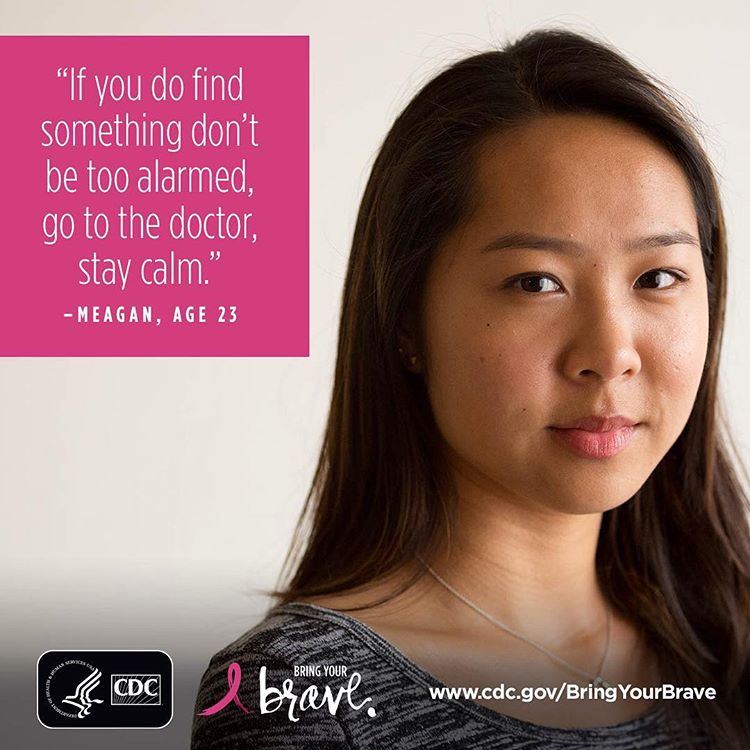 “If you do find
something don’t
be too alarmed,
go to the doctor,
stay calm.”
–MEAGAN, AGE 23
DEPARTMENT OF HEALTH & HUMAN SERVICES USA
CDC
BRING YOUR
brave.
www.cdc.gov/BringYourBrave